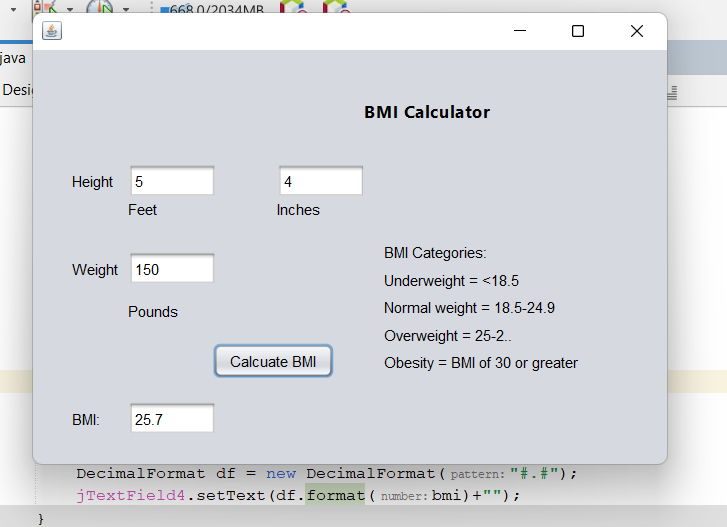 668.0/2034MB
java
Desi
BMI Calculator
Height 5 4
Feet Inches
BMI Categories:
Weight 150
Underweight = <18.5
Pounds
Normal weight = 18.5-24.9
Overweight = 25-2..
Calcuate BMI
Obesity = BMI of 30 or greater
BMI: 25.7
DecimalFormat df = new DecimalFormat( pattern: "#.#");
jTextField4.setText(df.format( number: bmi)+"");
}